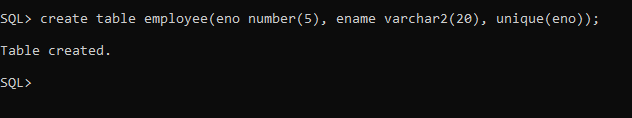 SQL> create table employee(eno number(5), ename varchar2(20), unique(eno));
Table created.
SQL>